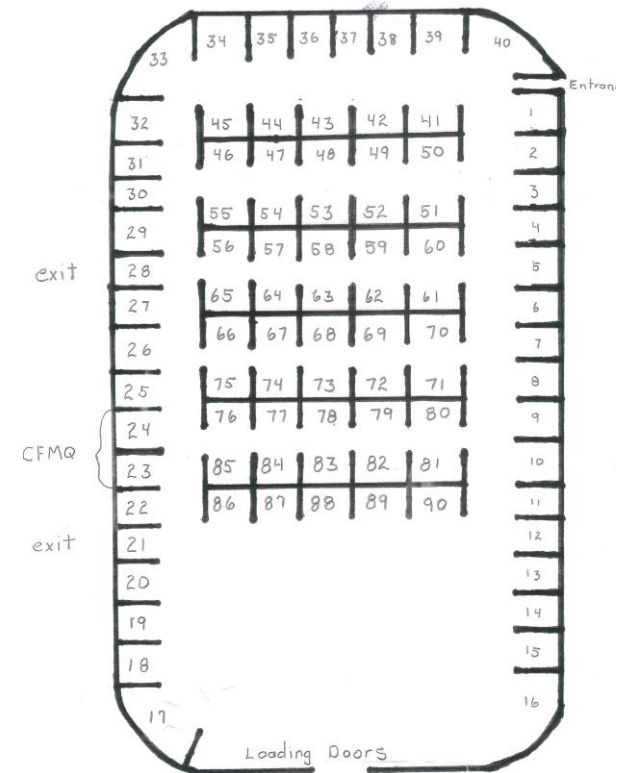 34 35 36 37 38 39 40
33
Entran
32 45 44 43 42 41 1
31 46 47 48 49 50 2
30 3
29 55 54 53 52 51 4
exit 28 56 57 58 59 60 5
27 65 64 63 62 61 6
26 66 67 68 69 70 7
25 75 74 73 72 71 8
24 76 77 78 79 80 9
CFMQ
23 85 84 83 82 81 10
22 86 87 88 89 90 11
exit 21 12
20 13
19 14
18 15
17 16
Loading Doors